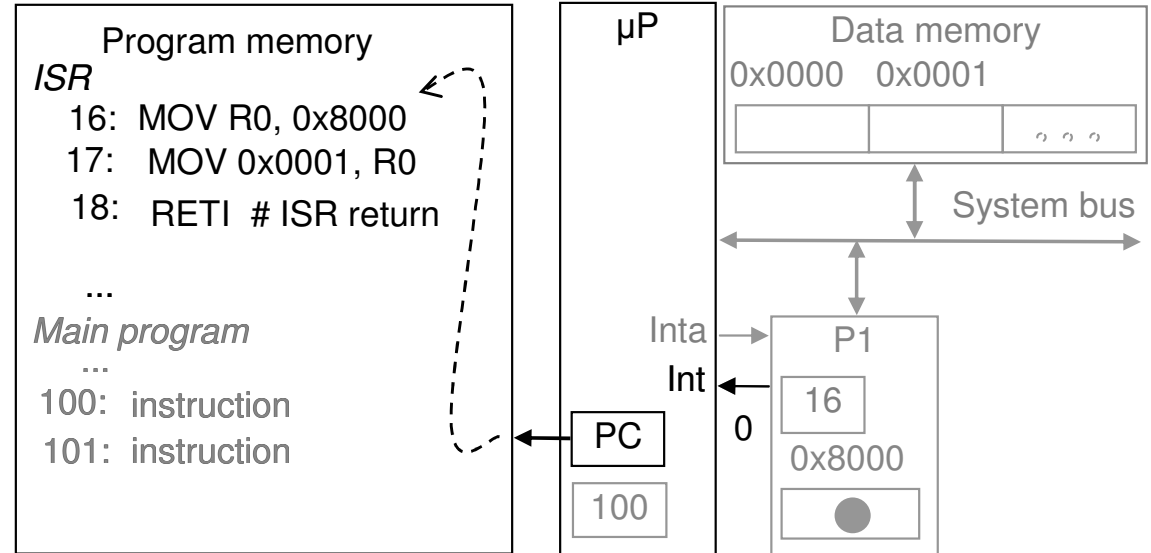 Program memory
ISR
16: MOV R0, 0x8000
17: MOV 0x0001, R0
18: RETI # ISR return
...
Main program
...
100: instruction
101: instruction
µP
Inta
Int
PC
100
Data memory
0x0000 0x0001
System bus
P1
16
0
0x8000